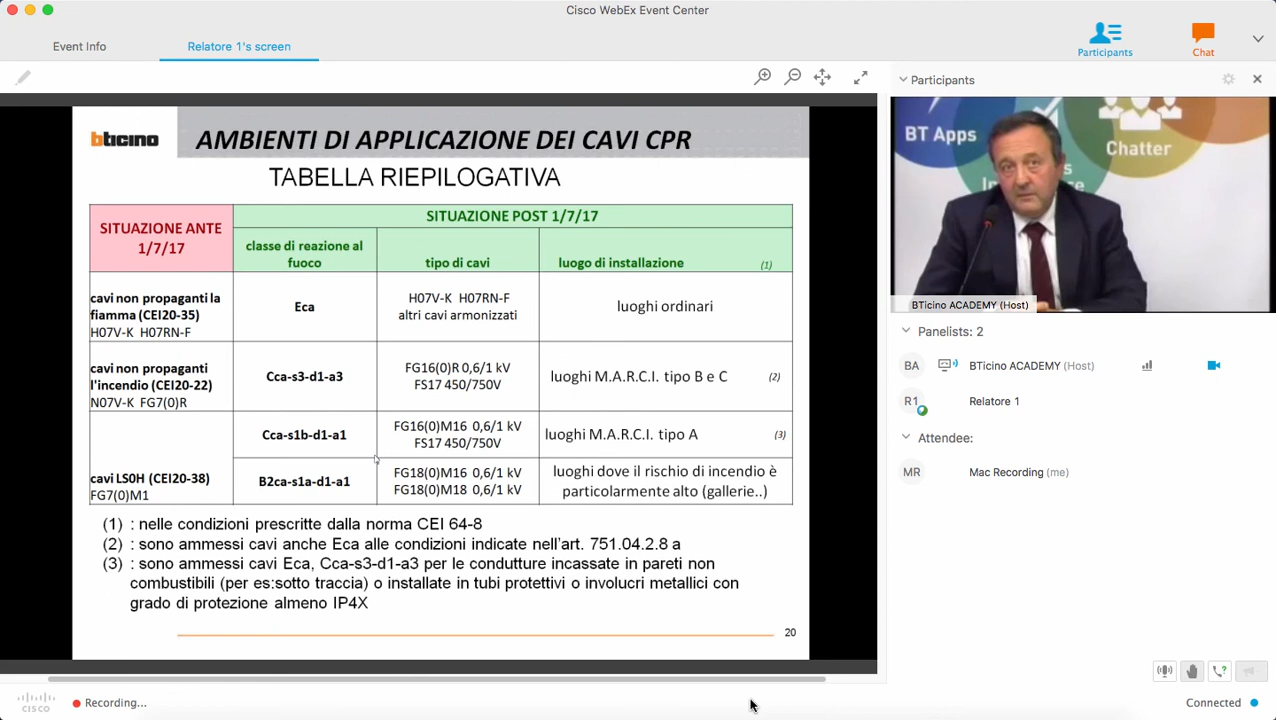 Cisco WebEx Event Center
Event Info
Relatore 1's screen
Participants
Chat
bticino
AMBIENTI DI APPLICAZIONE DEI CAVI CPR
TABELLA RIEPILOGATIVA
SITUAZIONE ANTE
1/7/17
SITUAZIONE POST 1/7/17
classe di reazione al
fuoco
tipo di cavi
luogo di installazione (1)
cavi non propaganti la
fiamma (CEI20-35)
H07V-K H07RN-F
Eca
H07V-K H07RN-F
altri cavi armonizzati
luoghi ordinari
cavi non propaganti
l'incendio (CEI20-22)
N07V-K FG7(0)R
Cca-s3-d1-a3
FG16(0)R 0,6/1 kV
FS17 450/750V
luoghi M.A.R.C.I. tipo B e C (2)
Cca-s1b-d1-a1
FG16(0)M16 0,6/1 kV
FS17 450/750V
luoghi M.A.R.C.I. tipo A (3)
cavi LS0H (CEI20-38)
FG7(0)M1
B2ca-s1a-d1-a1
FG18(0)M16 0,6/1 kV
FG18(0)M18 0,6/1 kV
luoghi dove il rischio di incendio è
particolarmente alto (gallerie..)
(1) : nelle condizioni prescritte dalla norma CEI 64-8
(2) : sono ammessi cavi anche Eca alle condizioni indicate nell'art. 751.04.2.8 a
(3) : sono ammessi cavi Eca, Cca-s3-d1-a3 per le condutture incassate in pareti non
combustibili (per es:sotto traccia) o installate in tubi protettivi o involucri metallici con
grado di protezione almeno IP4X
20
Participants
BT Apps
Chatter
BTicino ACADEMY (Host)
Panelists: 2
BA
BTicino ACADEMY (Host)
R1
Relatore 1
Attendee:
MR
Mac Recording (me)
CISCO
Recording...
Connected